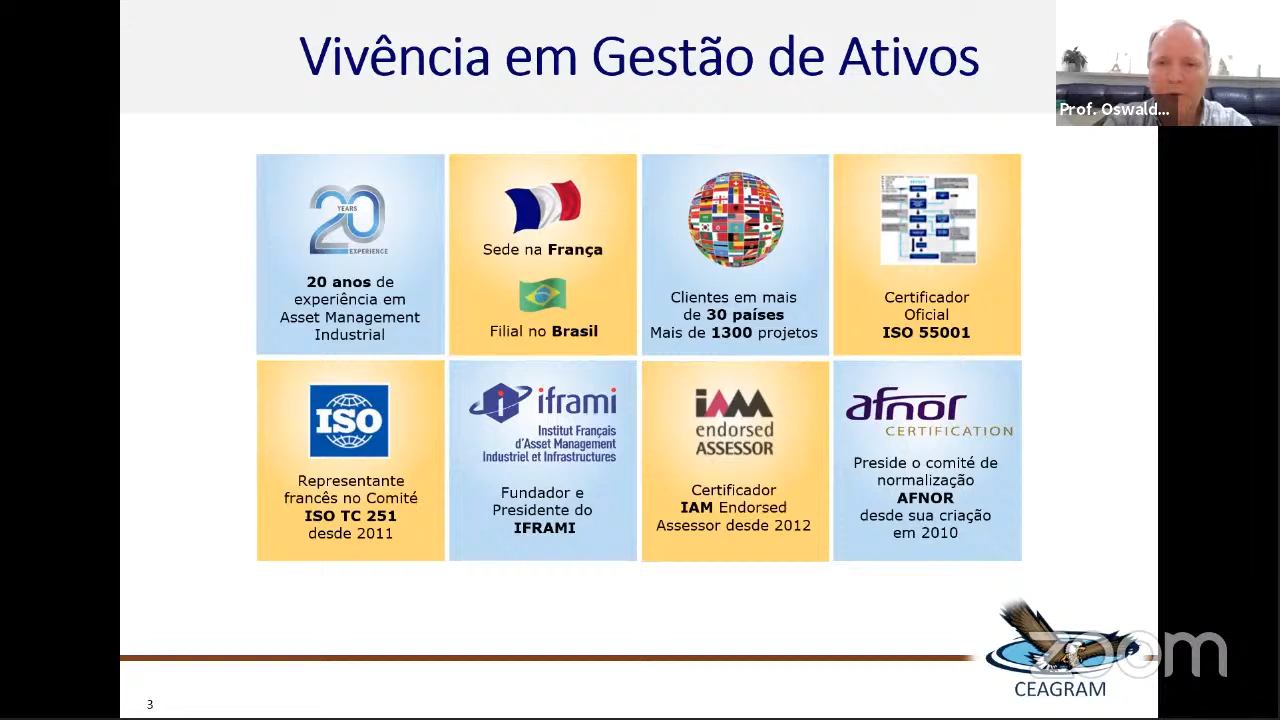 Vivência em Gestão de Ativos
Prof. Oswald...
20
YEARS
EXPERIENCE
20 anos de
experiência em
Asset Management
Industrial
Sede na França
Filial no Brasil
Clientes em mais
de 30 países
Mais de 1300 projetos
Certificador
Oficial
ISO 55001
ISO
Representante
francês no Comité
ISO TC 251
desde 2011
iframi
Institut Français
d'Asset Management
Industriel et Infrastructures
Fundador e
Presidente do
IFRAMI
iAM
endorsed
ASSESSOR
Certificador
IAM Endorsed
Assessor desde 2012
afnor
CERTIFICATION
Preside o comité de
normalização
AFNOR
desde sua criação
em 2010
zoom
CEAGRAM
3